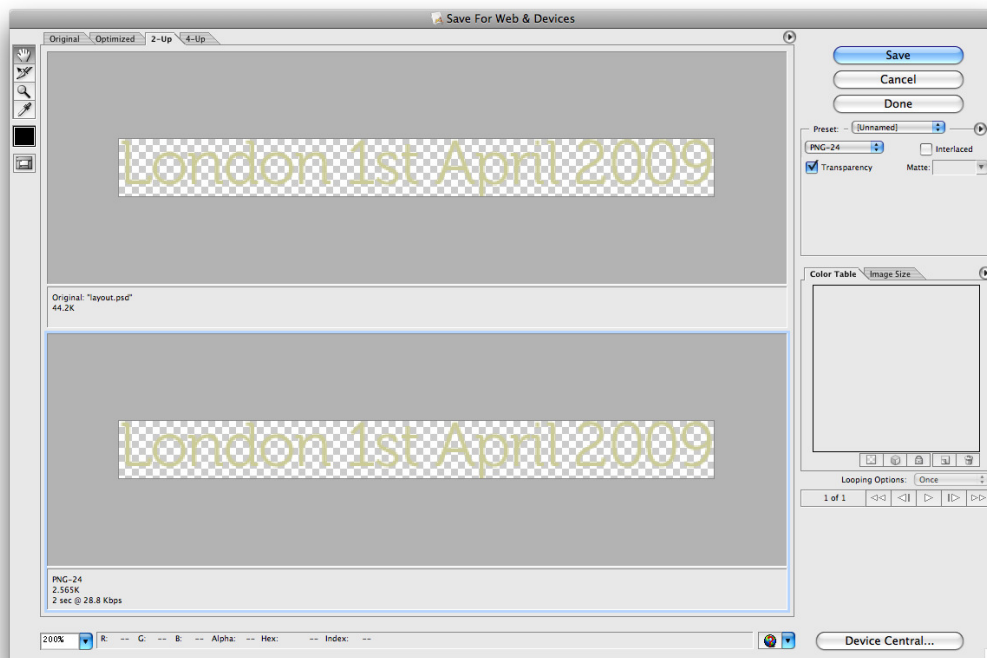 Save For Web & Devices
Original Optimized 2-Up 4-Up
London 1st April 2009
Original: "layout.psd"
44.2K
London 1st April 2009
PNG-24
2.565K
2 sec @ 28.8 Kbps
200% R: -- G: -- B: -- Alpha: -- Hex: -- Index: --
Save
Cancel
Done
Preset: [Unnamed]
PNG-24 Interlaced
Transparency Matte:
Color Table Image Size
Looping Options: Once
1 of 1
Device Central...